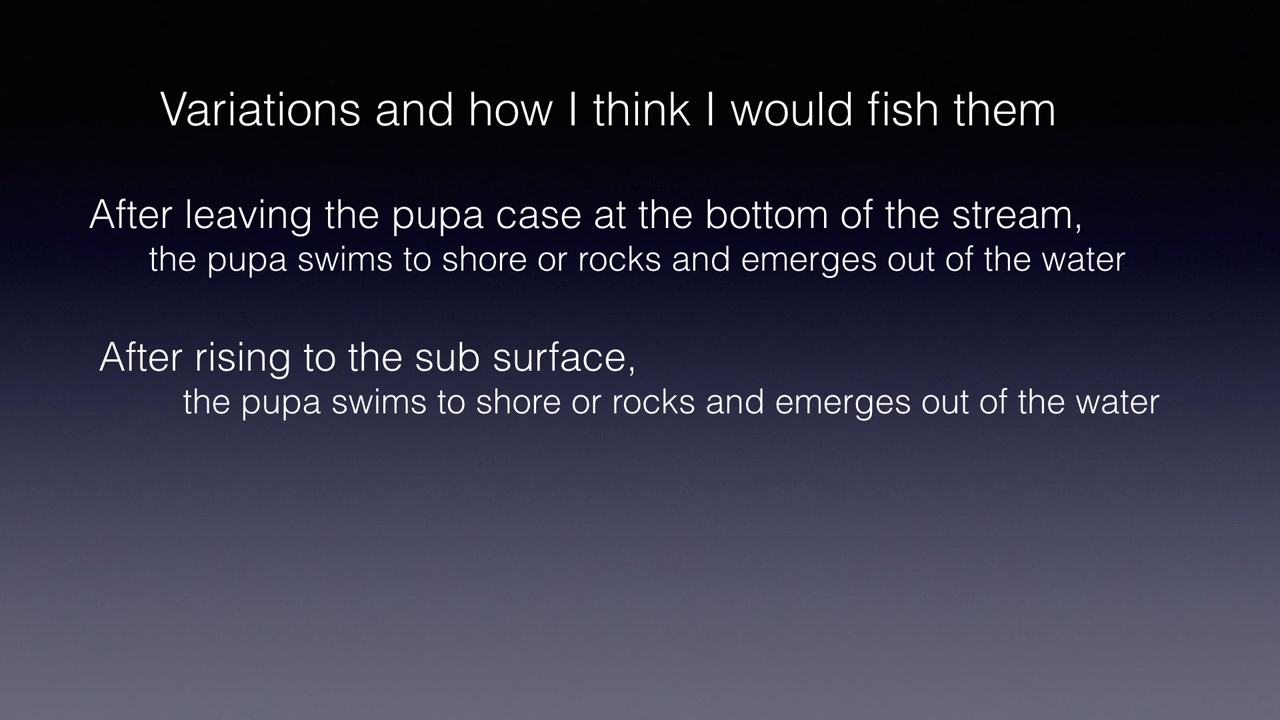 Variations and how I think I would fish them
After leaving the pupa case at the bottom of the stream,
the pupa swims to shore or rocks and emerges out of the water
After rising to the sub surface,
the pupa swims to shore or rocks and emerges out of the water